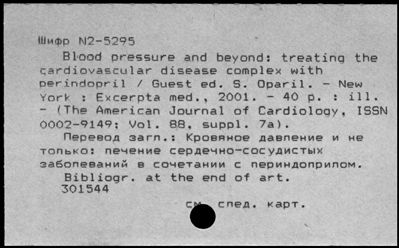 Шифр N2-5295
Blood pressure and beyond: treating the
cardiovascular disease complex with
perindopril / Guest ed. S. Oparil. - New
York : Excerpta med., 2001. - 40 p. : ill.
- (The American Journal of Cardiology, ISSN
0002-9149; Vol. 88, suppl. 7a).
Перевод загл.: Кровяное давление и не
только: лечение сердечно-сосудистых
заболеваний в сочетании с периндоприлом.
Bibliogr. at the end of art.
301544
см. след. карт.